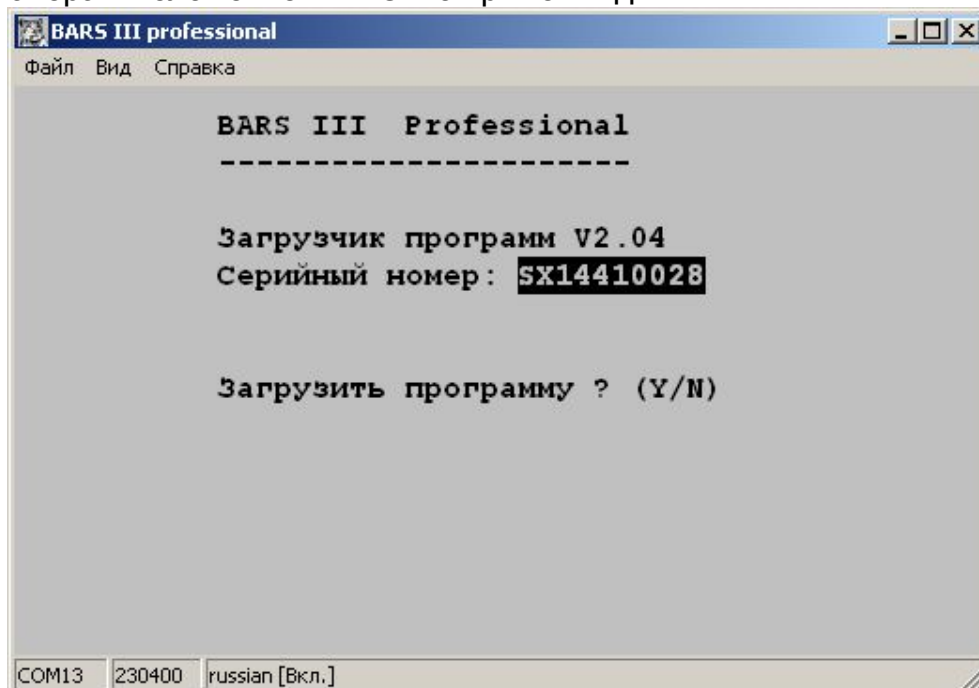 BARS III professional
Файл Вид Справка
BARS III Professional
----------------------
Загрузчик программ V2.04
Серийный номер: SX14410028
Загрузить программу ? (Y/N)
COM13 230400 russian [Вкл.]